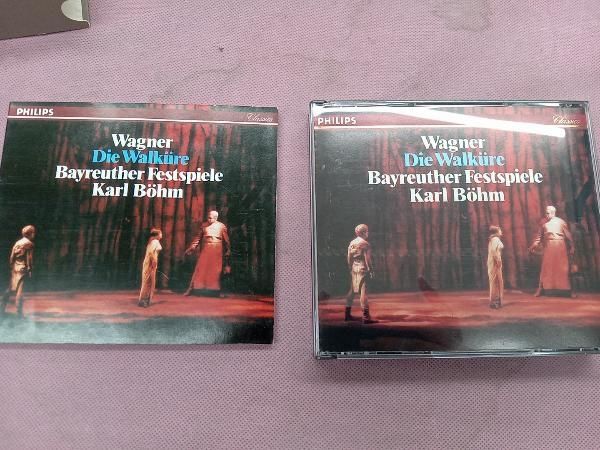 PHILIPS
Classics
Wagner
Die Walküre
Bayreuther Festspiele
Karl Böhm
PHILIPS
Classics
Wagner
Die Walküre
Bayreuther Festspiele
Karl Böhm